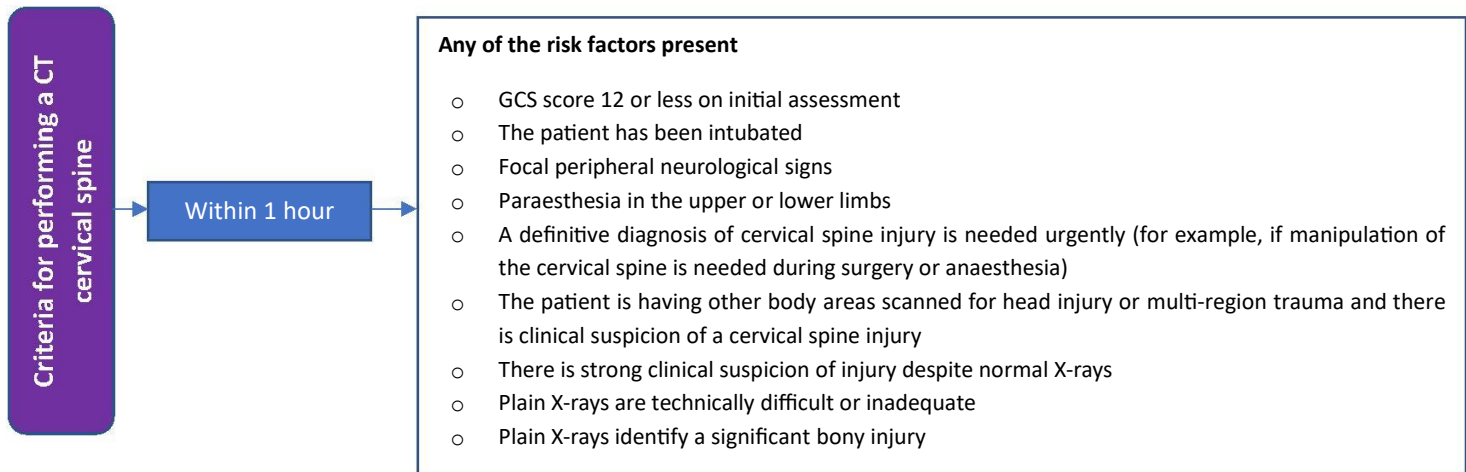 Criteria for performing a CT
cervical spine
Within 1 hour
Any of the risk factors present
o GCS score 12 or less on initial assessment
o The patient has been intubated
o Focal peripheral neurological signs
o Paraesthesia in the upper or lower limbs
o A definitive diagnosis of cervical spine injury is needed urgently (for example, if manipulation of
the cervical spine is needed during surgery or anaesthesia)
o The patient is having other body areas scanned for head injury or multi-region trauma and there
is clinical suspicion of a cervical spine injury
o There is strong clinical suspicion of injury despite normal X-rays
o Plain X-rays are technically difficult or inadequate
o Plain X-rays identify a significant bony injury